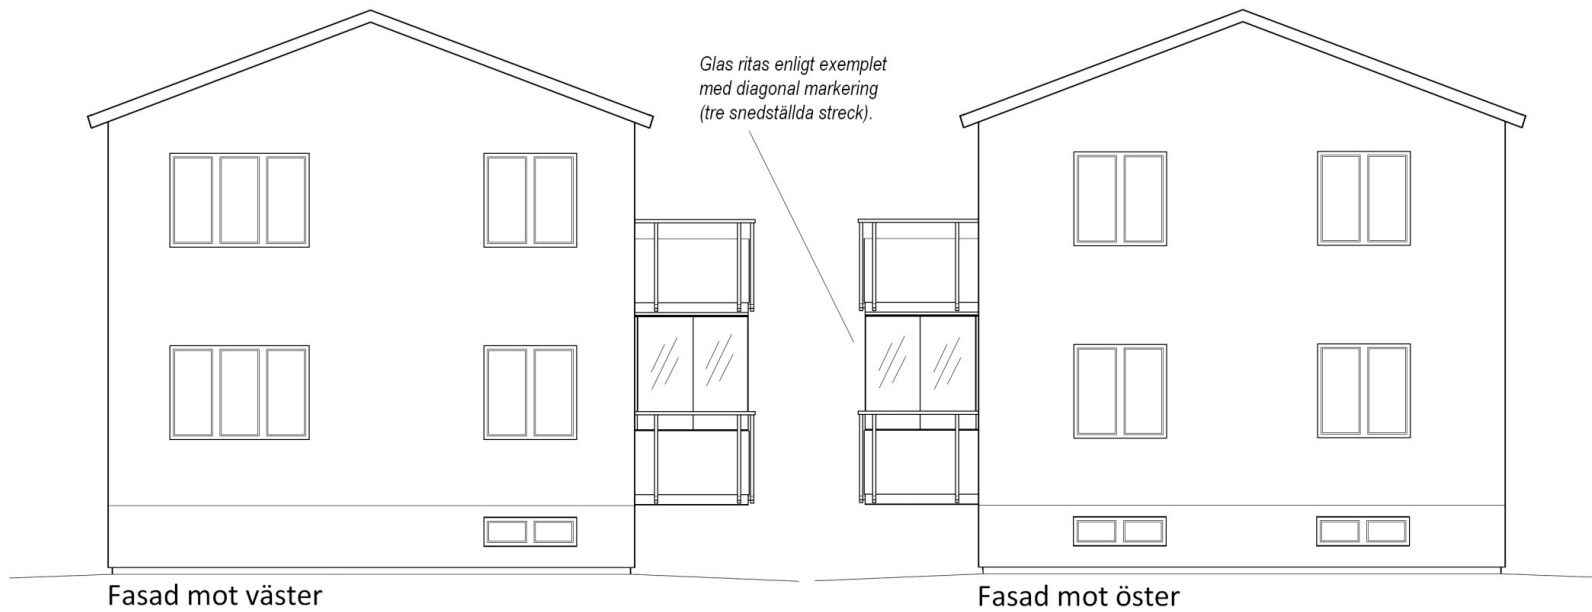 Glas ritas enligt exemplet
med diagonal markering
(tre snedställda streck).
Fasad mot väster
Fasad mot öster